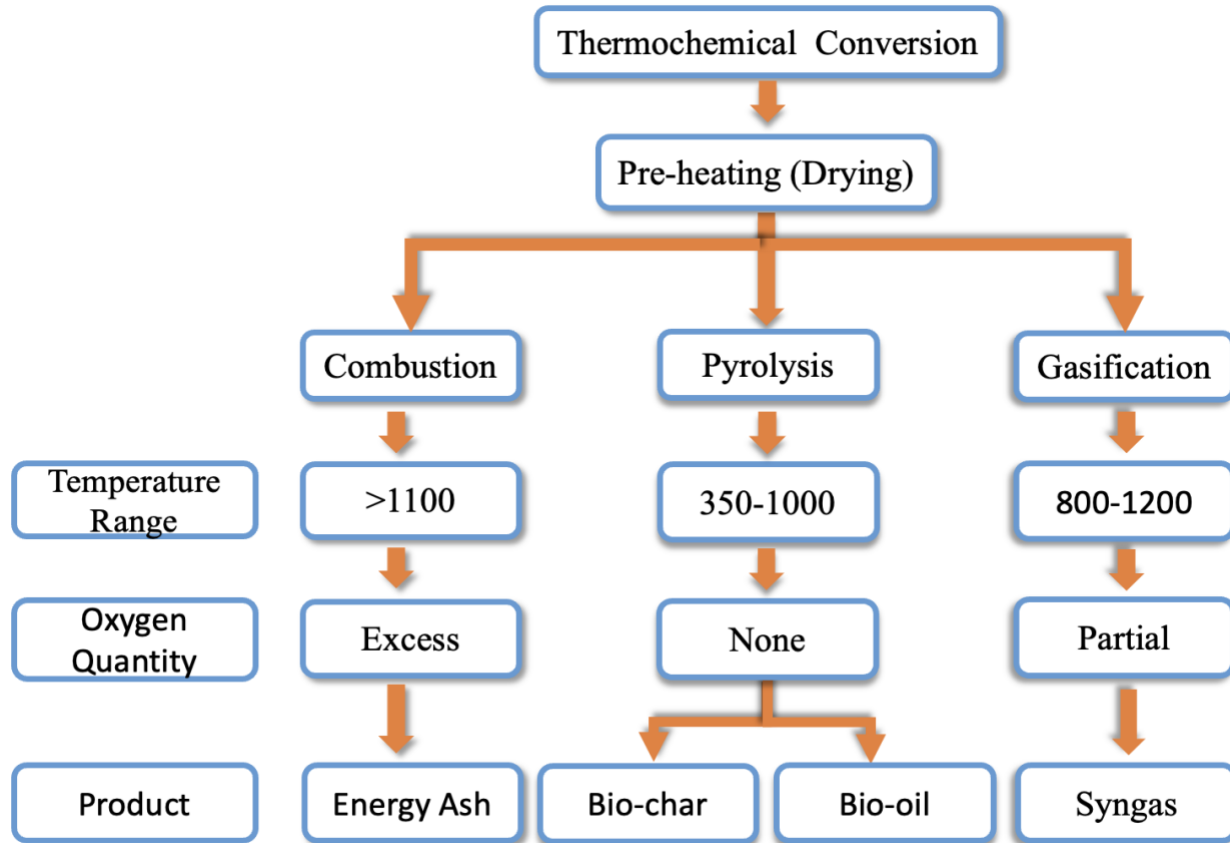 Thermochemical Conversion
Pre-heating (Drying)
Combustion
Pyrolysis
Gasification
Temperature
Range
>1100
350-1000
800-1200
Oxygen
Quantity
Excess
None
Partial
Product
Energy Ash
Bio-char
Bio-oil
Syngas